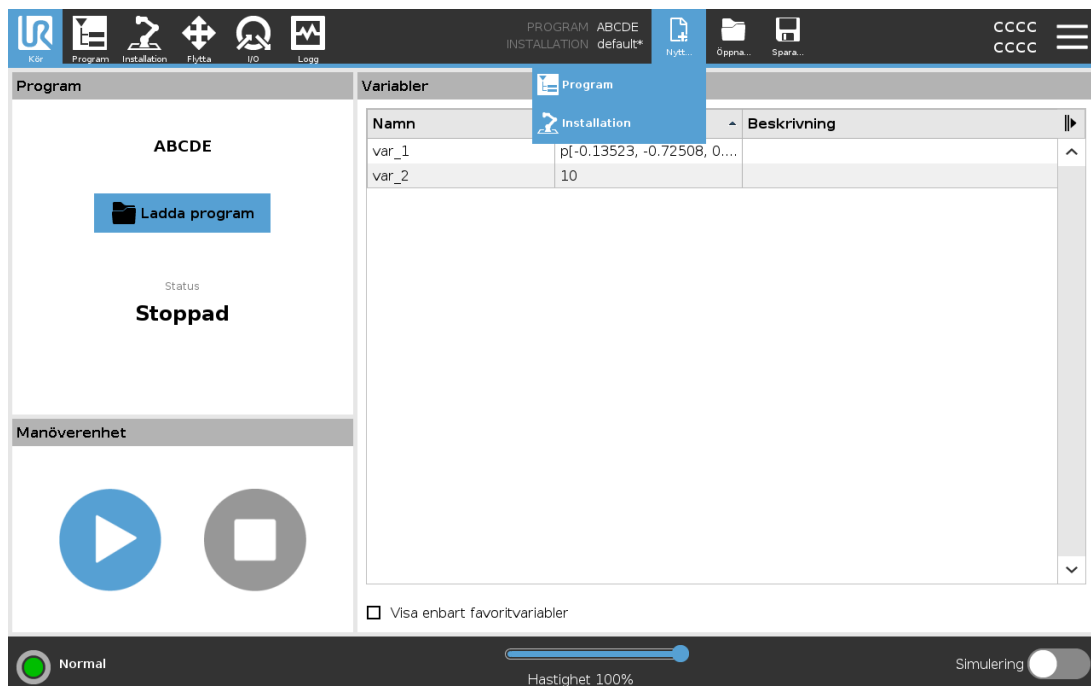 Kör
Program
Installation
Flytta
I/O
Logg
PROGRAM ABCDE
INSTALLATION default*
Nytt...
Öppna...
Spara...
CCCC
CCCC
Program
Installation
Program
ABCDE
Ladda program
Status
Stoppad
Manöverenhet
Variabler
Namn
Beskrivning
var_1 p[-0.13523, -0.72508, 0....
var_2 10
Visa enbart favoritvariabler
Normal
Hastighet 100%
Simulering